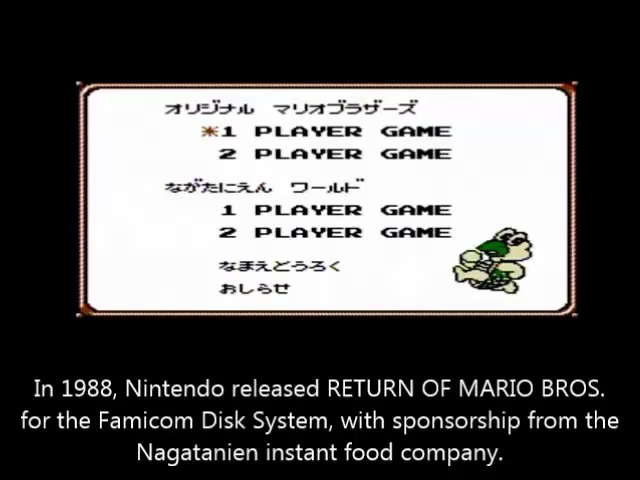 オリジナル マリオブラザーズ
*1 PLAYER GAME
2 PLAYER GAME
ながたにえん ワールド
1 PLAYER GAME
2 PLAYER GAME
なまえとうろく
おしらせ
In 1988, Nintendo released RETURN OF MARIO BROS.
for the Famicom Disk System, with sponsorship from the
Nagatanien instant food company.